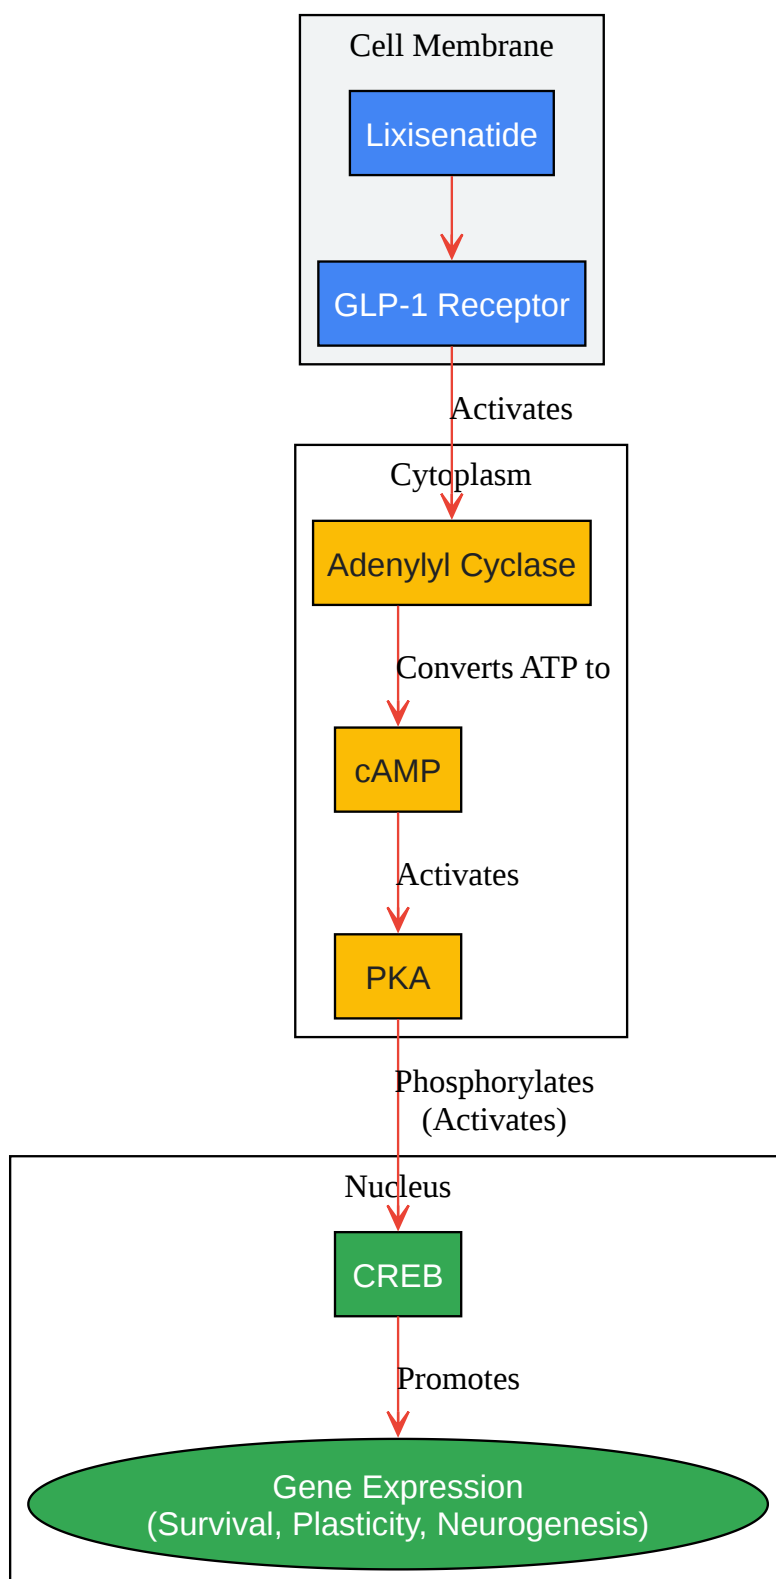 Cell Membrane
Lixisenatide
GLP-1 Receptor
Activates
Cytoplasm
Adenylyl Cyclase
Converts ATP to
cAMP
Activates
PKA
Phosphorylates
(Activates)
Nucleus
CREB
Promotes
Gene Expression
(Survival, Plasticity, Neurogenesis)